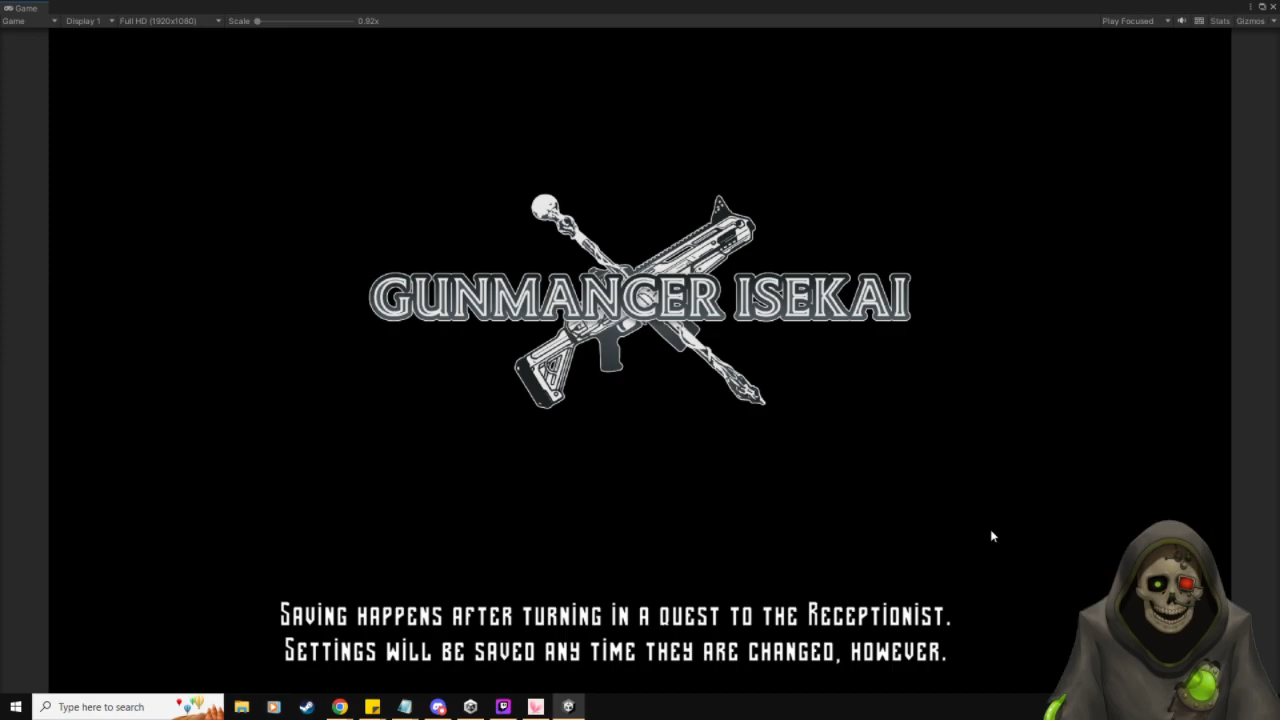 Game
Game Display 1 Full HD (1920x1080) Scale 0.92x Play Focused Stats Gizmos
GUNMANCER ISEKAI
Saving happens after turning in a quest to the Receptionist.
Settings will be saved any time they are changed, however.
Type here to search